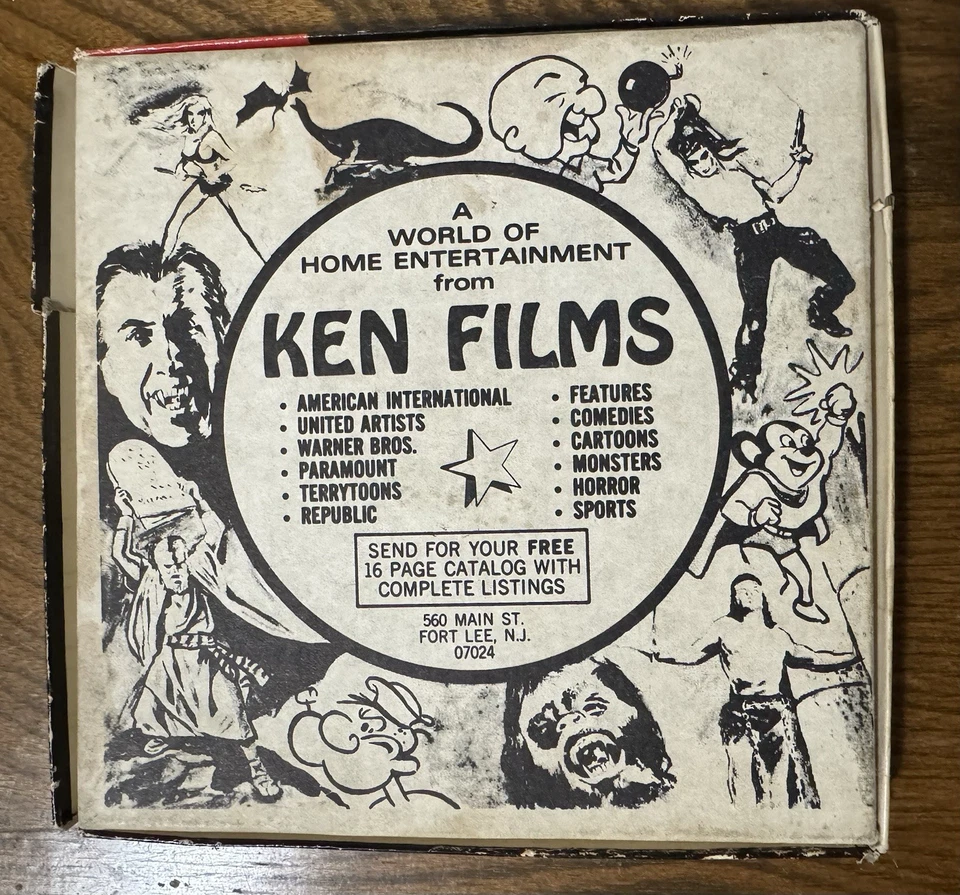 A
WORLD OF
HOME ENTERTAINMENT
from
KEN FILMS
• AMERICAN INTERNATIONAL
• UNITED ARTISTS
• WARNER BROS.
• PARAMOUNT
• TERRYTOONS
• REPUBLIC
• FEATURES
• COMEDIES
• CARTOONS
• MONSTERS
• HORROR
• SPORTS
SEND FOR YOUR FREE
16 PAGE CATALOG WITH
COMPLETE LISTINGS
560 MAIN ST.
FORT LEE, N.J.
07024